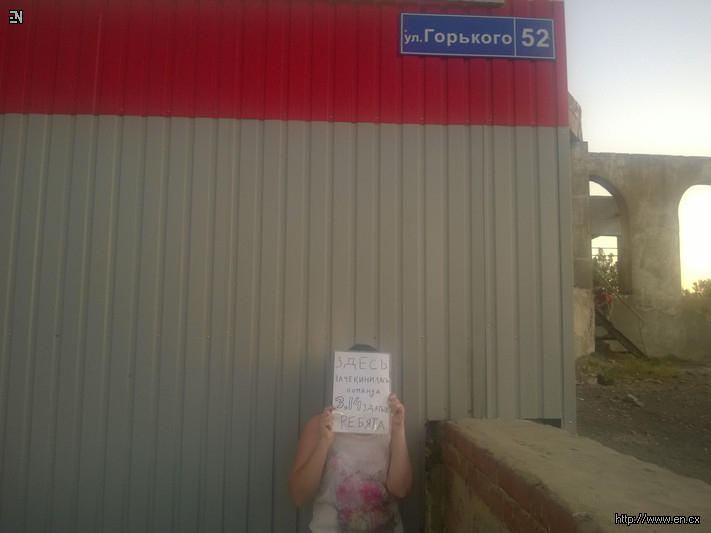 EN
ул. Горького 52
ЗДЕСЬ
ЗАЧЕКИНИЛАСЬ
КОМАНДА
3,14здатые
РЕБЯТА
http://www.en.cx